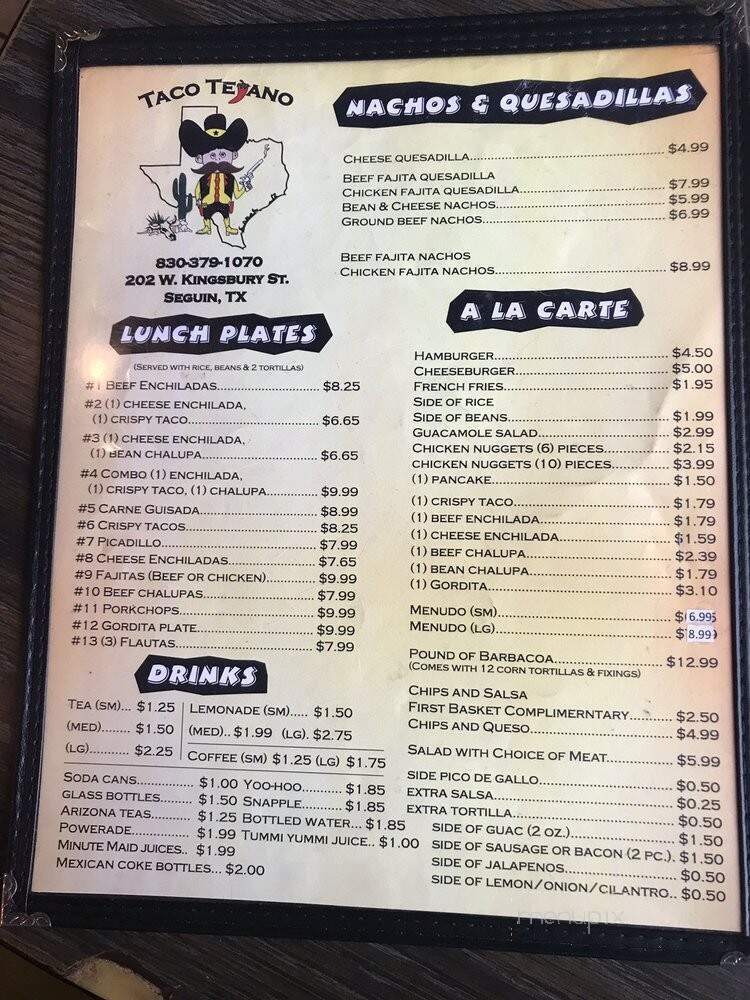 TACO TEJANO
830-379-1070
202 W. KINGSBURY ST.
SEGUIN, TX
NACHOS & QUESADILLAS
CHEESE QUESADILLA........ $4.99
BEEF FAJITA QUESADILLA
CHICKEN FAJITA QUESADILLA........ $7.99
BEAN & CHEESE NACHOS........ $5.99
GROUND BEEF NACHOS........ $6.99
BEEF FAJITA NACHOS
CHICKEN FAJITA NACHOS........ $8.99
LUNCH PLATES
(SERVED WITH RICE, BEANS & 2 TORTILLAS)
#1 BEEF ENCHILADAS........ $8.25
#2 (1) CHEESE ENCHILADA,
(1) CRISPY TACO........ $6.65
#3 (1) CHEESE ENCHILADA,
(1) BEAN CHALUPA........ $6.65
#4 COMBO (1) ENCHILADA,
(1) CRISPY TACO, (1) CHALUPA........ $9.99
#5 CARNE GUISADA........ $8.99
#6 CRISPY TACOS........ $8.25
#7 PICADILLO........ $7.99
#8 CHEESE ENCHILADAS........ $7.65
#9 FAJITAS (BEEF OR CHICKEN)........ $9.99
#10 BEEF CHALUPAS........ $7.99
#11 PORKCHOPS........ $9.99
#12 GORDITA PLATE........ $9.99
#13 (3) FLAUTAS........ $7.99
DRINKS
TEA (SM)... $1.25 LEMONADE (SM)..... $1.50
(MED)........ $1.50 (MED).. $1.99 (LG). $2.75
(LG)........... $2.25 COFFEE (SM) $1.25 (LG) $1.75
SODA CANS........ $1.00 YOO-HOO........ $1.85
GLASS BOTTLES........ $1.50 SNAPPLE........ $1.85
ARIZONA TEAS........ $1.25 BOTTLED WATER... $1.85
POWERADE........ $1.99 TUMMI YUMMI JUICE.. $1.00
MINUTE MAID JUICES.. $1.99
MEXICAN COKE BOTTLES... $2.00
A LA CARTE
HAMBURGER........ $4.50
CHEESEBURGER........ $5.00
FRENCH FRIES........ $1.95
SIDE OF RICE
SIDE OF BEANS........ $1.99
GUACAMOLE SALAD........ $2.99
CHICKEN NUGGETS (6) PIECES........ $2.15
CHICKEN NUGGETS (10) PIECES........ $3.99
(1) PANCAKE........ $1.50
(1) CRISPY TACO........ $1.79
(1) BEEF ENCHILADA........ $1.79
(1) CHEESE ENCHILADA........ $1.59
(1) BEEF CHALUPA........ $2.39
(1) BEAN CHALUPA........ $1.79
(1) GORDITA........ $3.10
MENUDO (SM)........ $6.99
MENUDO (LG)........ $8.99
POUND OF BARBACOA........ $12.99
(COMES WITH 12 CORN TORTILLAS & FIXINGS)
CHIPS AND SALSA
FIRST BASKET COMPLIMERNTARY........ $2.50
CHIPS AND QUESO........ $4.99
SALAD WITH CHOICE OF MEAT........ $5.99
SIDE PICO DE GALLO........ $0.50
EXTRA SALSA........ $0.25
EXTRA TORTILLA........ $0.50
SIDE OF GUAC (2 OZ.)........ $1.50
SIDE OF SAUSAGE OR BACON (2 PC.). $1.50
SIDE OF JALAPENOS........ $0.50
SIDE OF LEMON/ONION/CILANTRO.. $0.50
menupix